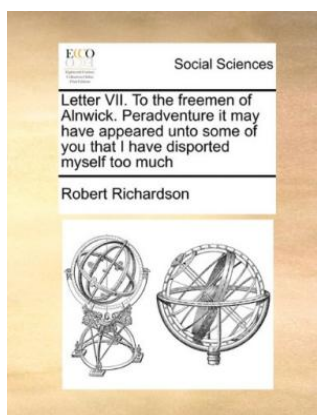 ECCO
Social Sciences
Letter VII. To the freemen of
Alnwick. Peradventure it may
have appeared unto some of
you that I have disported
myself too much
Robert Richardson